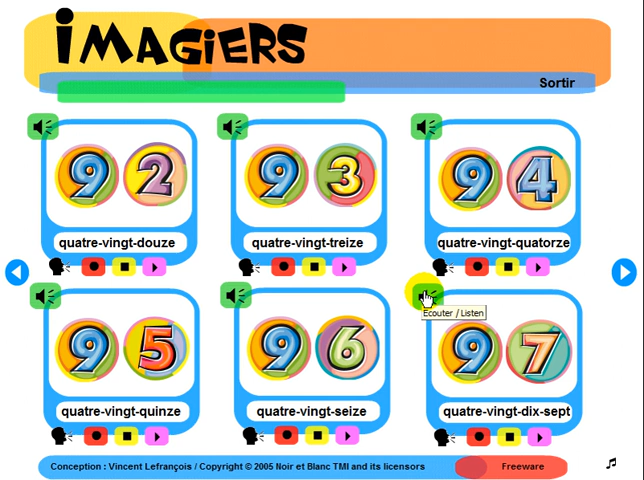 iMAGiERS
Sortir
92
93
94
quatre-vingt-douze
quatre-vingt-treize
quatre-vingt-quatorze
Ecouter / Listen
95
96
97
quatre-vingt-quinze
quatre-vingt-seize
quatre-vingt-dix-sept
Conception : Vincent Lefrançois / Copyright © 2005 Noir et Blanc TMI and its licensors
Freeware